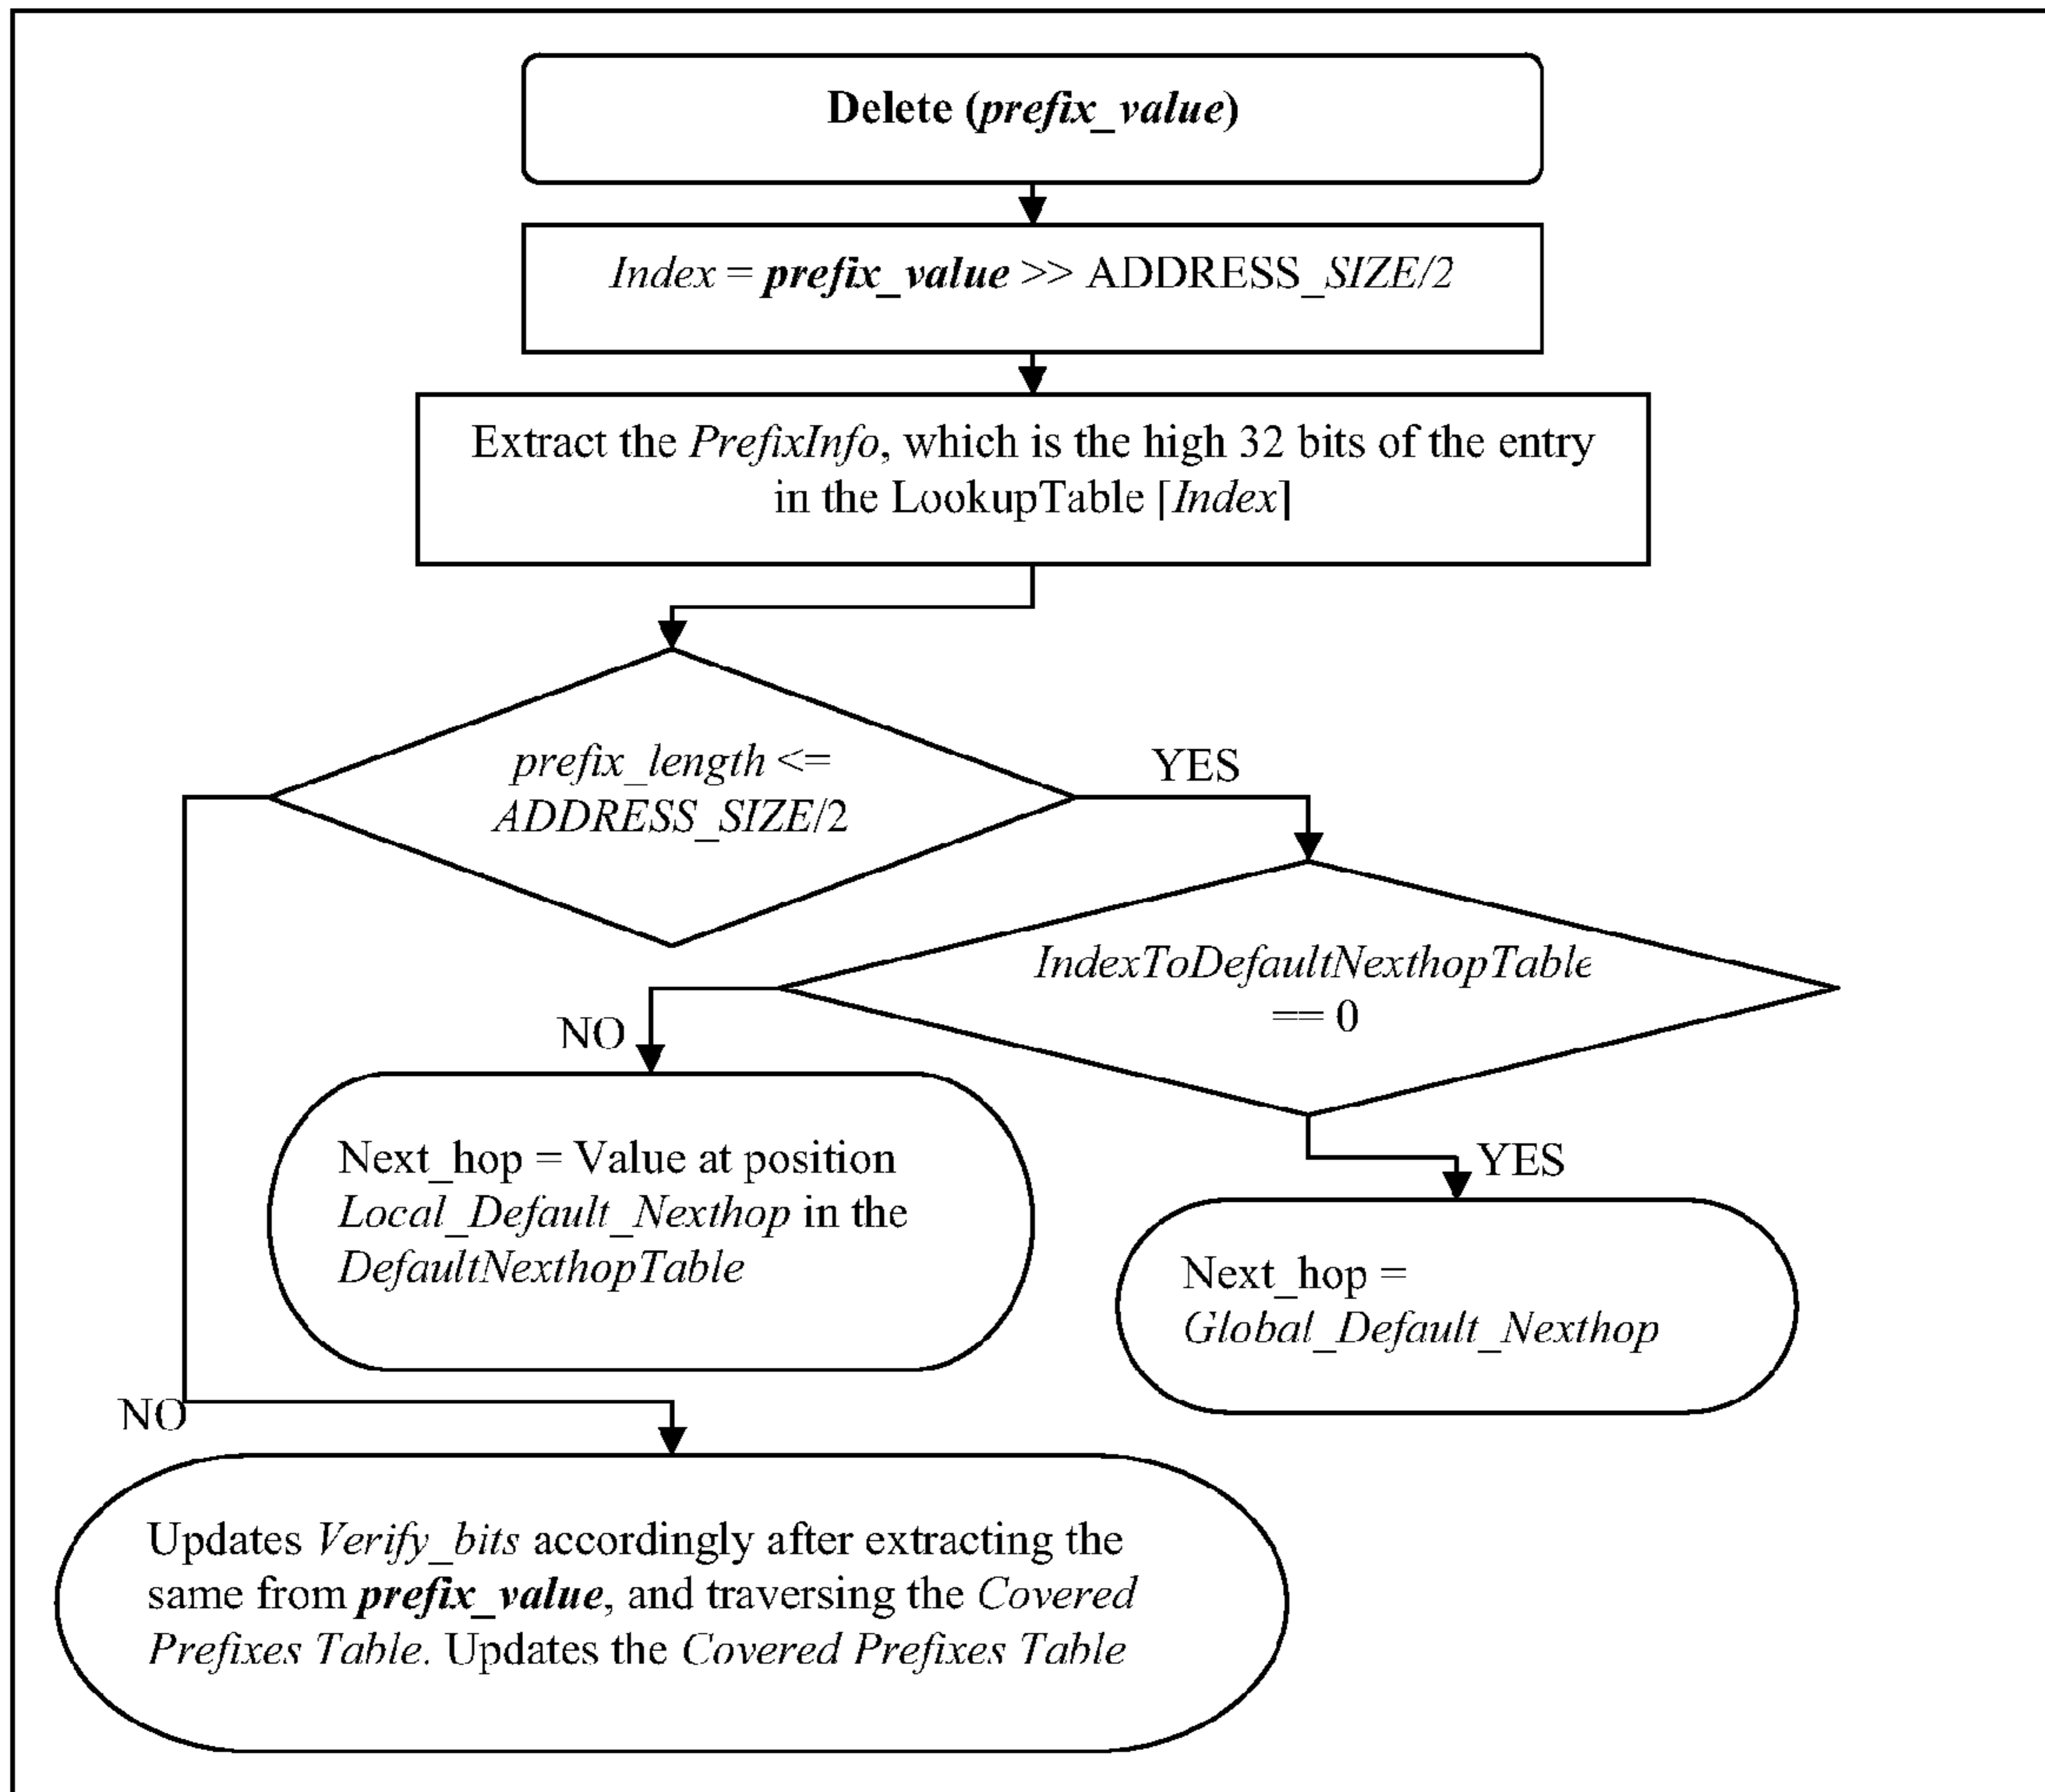 Delete (prefix_value)
Index = prefix_value >> ADDRESS_SIZE/2
Extract the PrefixInfo, which is the high 32 bits of the entry
in the LookupTable [Index]
prefix_length <=
ADDRESS_SIZE/2
YES
IndexToDefaultNexthopTable
== 0
NO
Next_hop = Value at position
Local_Default_Nexthop in the
DefaultNexthopTable
YES
Next_hop =
Global_Default_Nexthop
NO
Updates Verify_bits accordingly after extracting the
same from prefix_value, and traversing the Covered
Prefixes Table. Updates the Covered Prefixes Table